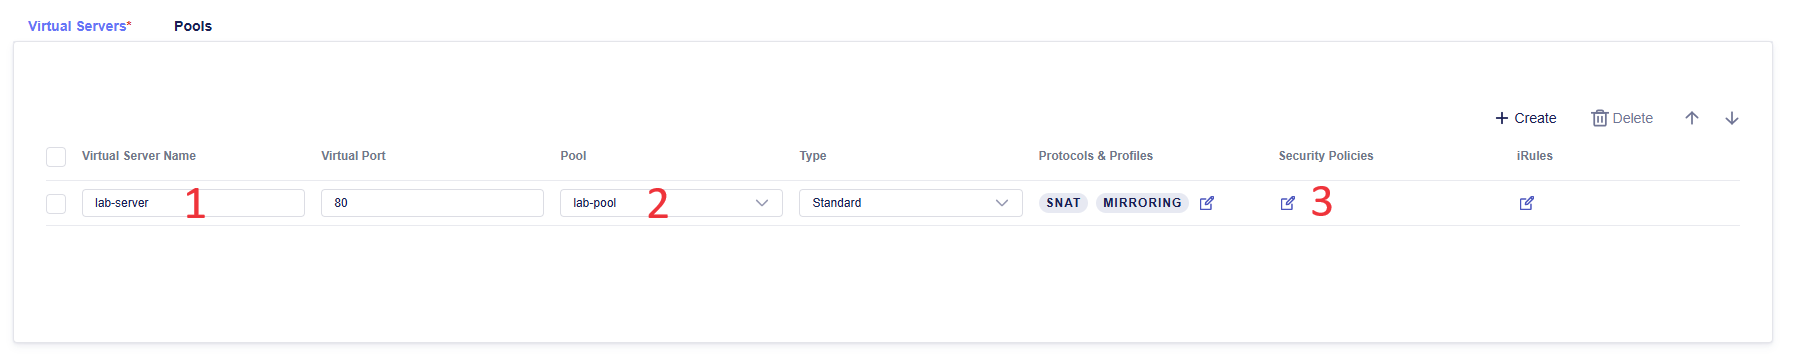 Virtual Servers* Pools
+ Create Delete
Virtual Server Name Virtual Port Pool Type Protocols & Profiles Security Policies iRules
lab-server 1 80 lab-pool 2 Standard SNAT MIRRORING 3